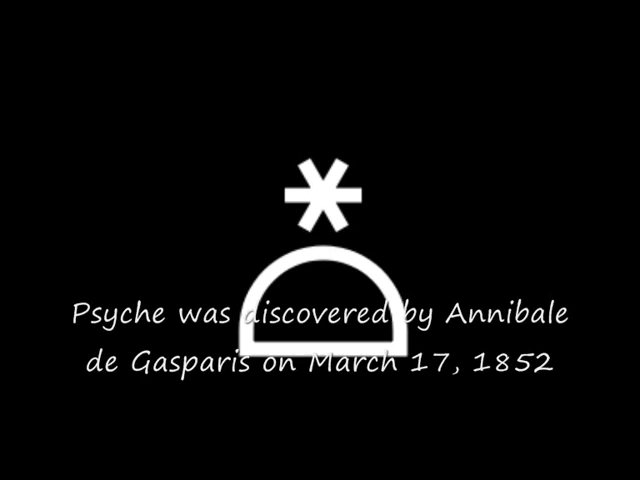 Psyche was discovered by Annibale
de Gasparis on March 17, 1852